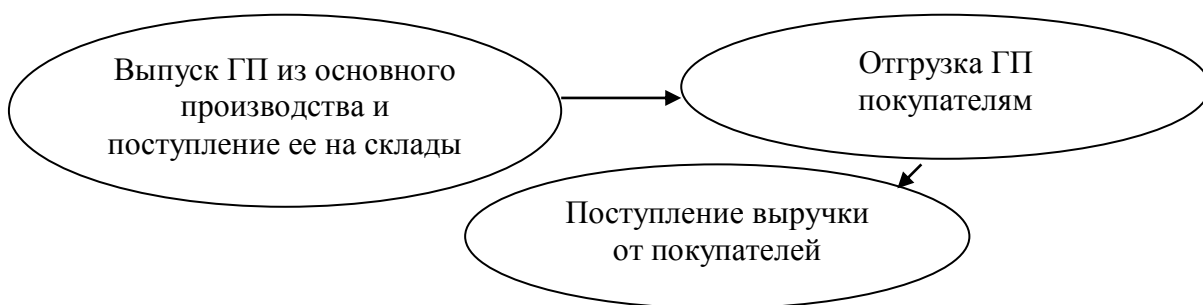 Выпуск ГП из основного
производства и
поступление ее на склады
Отгрузка ГП
покупателям
Поступление выручки
от покупателей